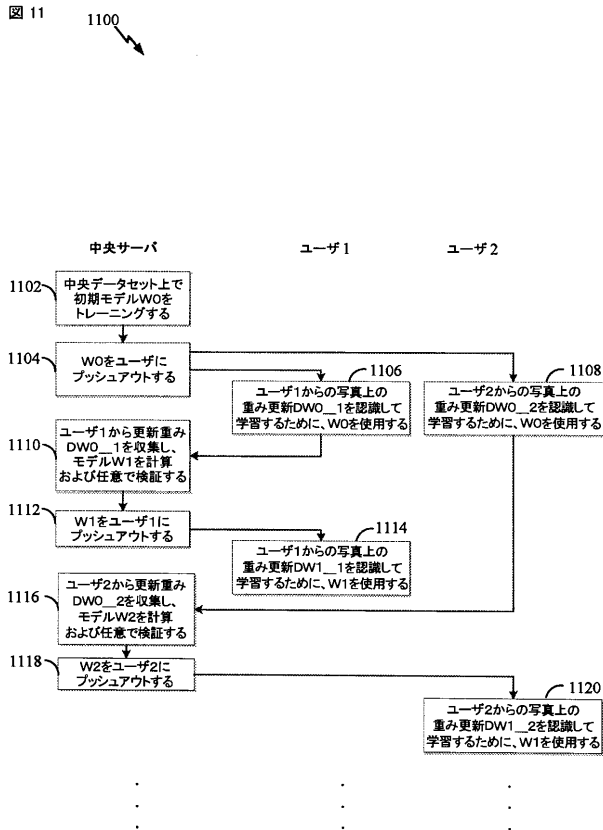 図 11
1100
中央サーバ
ユーザ1
ユーザ2
1102
中央データセット上で
初期モデルW0を
トレーニングする
1104
W0をユーザに
プッシュアウトする
1106
ユーザ1からの写真上の
重み更新DW0__1を認識して
学習するために、W0を使用する
1108
ユーザ2からの写真上の
重み更新DW0__2を認識して
学習するために、W0を使用する
1110
ユーザ1から更新重み
DW0__1を収集し、
モデルW1を計算
および任意で検証する
1112
W1をユーザ1に
プッシュアウトする
1114
ユーザ1からの写真上の
重み更新DW1__1を認識して
学習するために、W1を使用する
1116
ユーザ2から更新重み
DW0__2を収集し、
モデルW2を計算
および任意で検証する
1118
W2をユーザ2に
プッシュアウトする
1120
ユーザ2からの写真上の
重み更新DW1__2を認識して
学習するために、W1を使用する